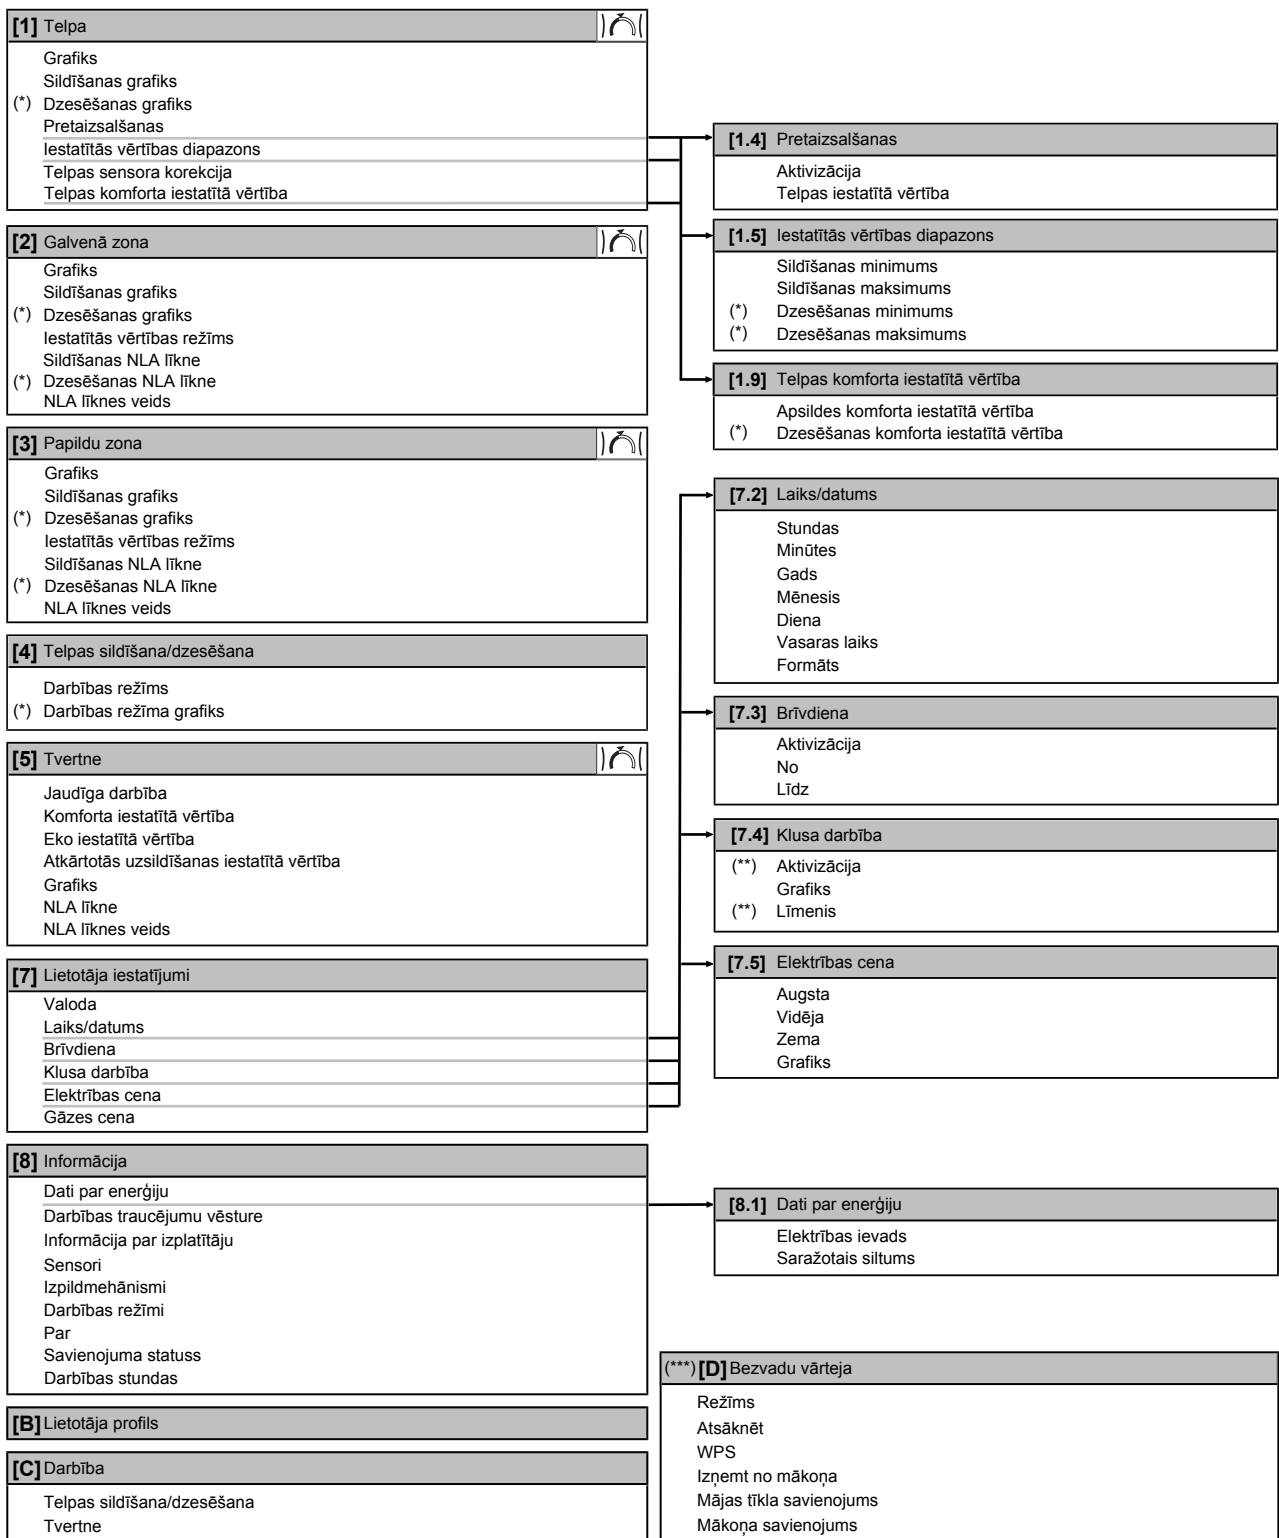 [1] Telpa
Grafiks
Sildīšanas grafiks
(*) Dzesēšanas grafiks
Pretaizsalšanas
Iestatītās vērtības diapazons
Telpas sensora korekcija
Telpas komforta iestatītā vērtība
[2] Galvenā zona
Grafiks
Sildīšanas grafiks
(*) Dzesēšanas grafiks
Iestatītās vērtības režīms
Sildīšanas NLA līkne
(*) Dzesēšanas NLA līkne
NLA līknes veids
[3] Papildu zona
Grafiks
Sildīšanas grafiks
(*) Dzesēšanas grafiks
Iestatītās vērtības režīms
Sildīšanas NLA līkne
(*) Dzesēšanas NLA līkne
NLA līknes veids
[4] Telpas sildīšana/dzesēšana
Darbības režīms
(*) Darbības režīma grafiks
[5] Tvertne
Jaudīga darbība
Komforta iestatītā vērtība
Eko iestatītā vērtība
Atkārtotās uzsildīšanas iestatītā vērtība
Grafiks
NLA līkne
NLA līknes veids
[7] Lietotāja iestatījumi
Valoda
Laiks/datums
Brīvdiena
Klusa darbība
Elektrības cena
Gāzes cena
[8] Informācija
Dati par enerģiju
Darbības traucējumu vēsture
Informācija par izplatītāju
Sensori
Izpildmehānismi
Darbības režīmi
Par
Savienojuma statuss
Darbības stundas
[B] Lietotāja profils
[C] Darbība
Telpas sildīšana/dzesēšana
Tvertne
[1.4] Pretaizsalšanas
Aktivizācija
Telpas iestatītā vērtība
[1.5] Iestatītās vērtības diapazons
Sildīšanas minimums
Sildīšanas maksimums
(*) Dzesēšanas minimums
(*) Dzesēšanas maksimums
[1.9] Telpas komforta iestatītā vērtība
Apsildes komforta iestatītā vērtība
(*) Dzesēšanas komforta iestatītā vērtība
[7.2] Laiks/datums
Stundas
Minūtes
Gads
Mēnesis
Diena
Vasaras laiks
Formāts
[7.3] Brīvdiena
Aktivizācija
No
Līdz
[7.4] Klusa darbība
(**) Aktivizācija
Grafiks
(**) Līmenis
[7.5] Elektrības cena
Augsta
Vidēja
Zema
Grafiks
[8.1] Dati par enerģiju
Elektrības ievads
Saražotais siltums
(***) [D] Bezvadu vārteja
Režīms
Atsāknēt
WPS
Izņemt no mākoņa
Mājas tīkla savienojums
Mākoņa savienojums